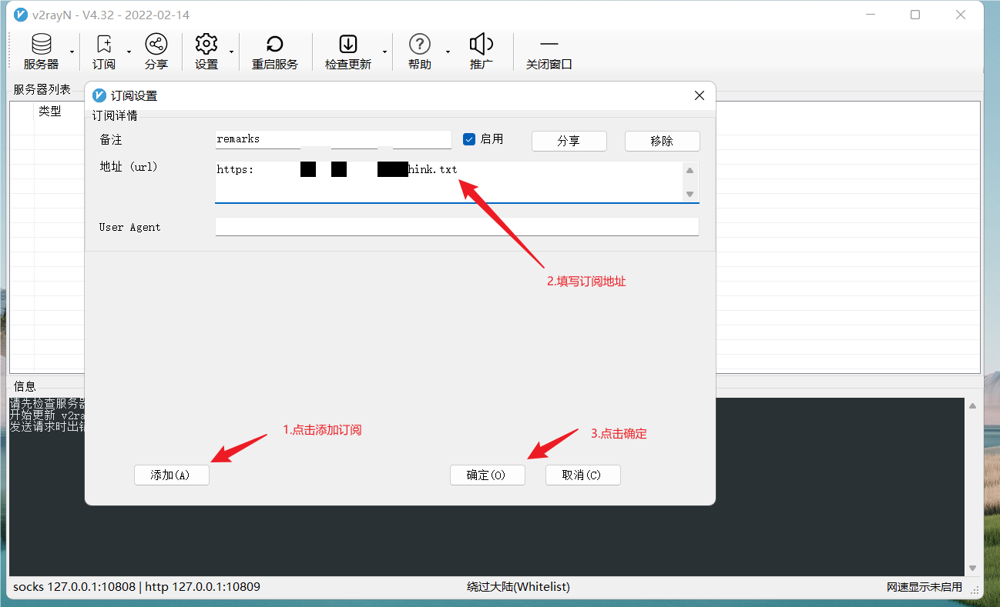 v2rayN - V4.32 - 2022-02-14
服务器 订阅 分享 设置 重启服务 检查更新 帮助 推广 关闭窗口
服务器列表
类型
订阅设置
订阅详情
备注 remarks 启用 分享 移除
地址 (url) https: hink.txt
User Agent
2.填写订阅地址
信息
请先检查服务器
开始更新 v2ra
发送请求时出错
1.点击添加订阅
3.点击确定
添加(A) 确定(O) 取消(C)
socks 127.0.0.1:10808 | http 127.0.0.1:10809 绕过大陆(Whitelist) 网速显示未启用